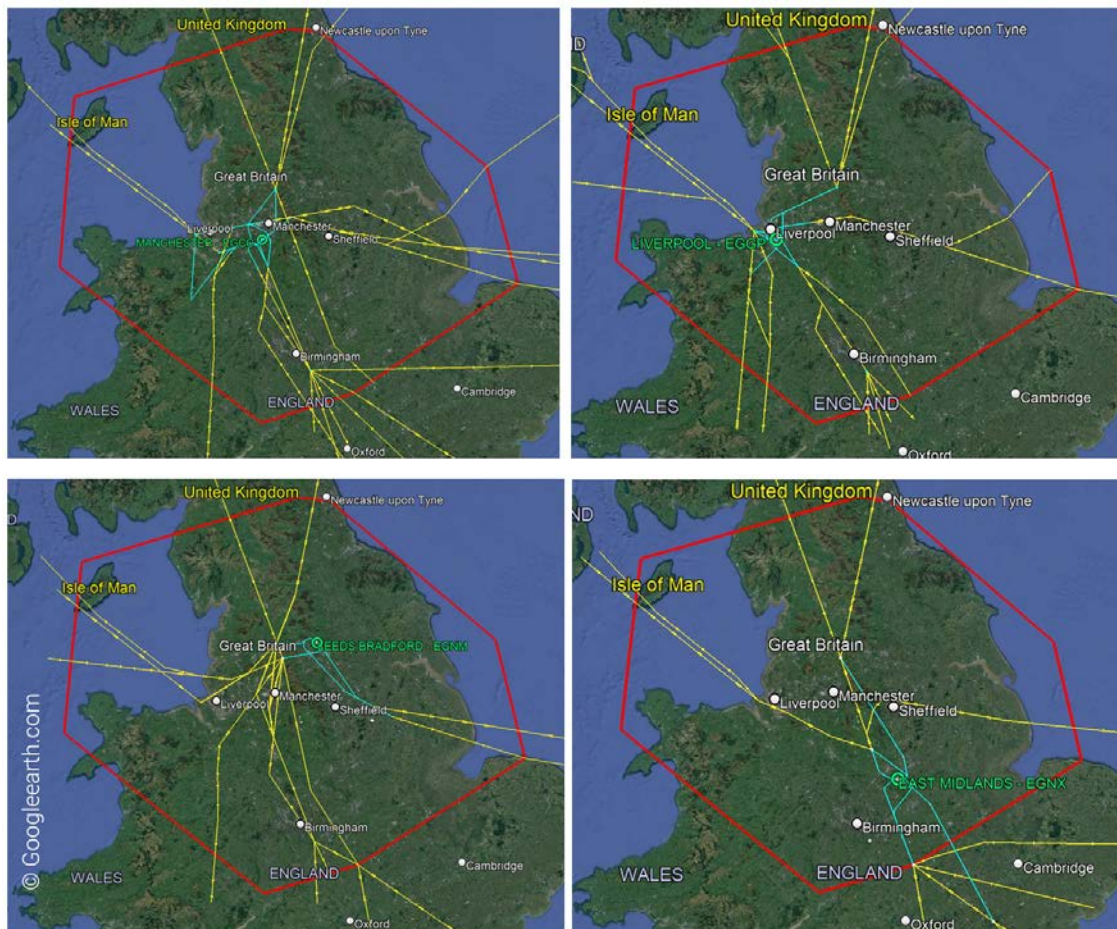 United Kingdom
Newcastle upon Tyne
Isle of Man
Great Britain
Liverpool
Manchester
MANCHESTER - EGCC
Sheffield
Birmingham
Cambridge
WALES
ENGLAND
Oxford
United Kingdom
Newcastle upon Tyne
ND
Isle of Man
Great Britain
Manchester
Liverpool
LIVERPOOL - EGGP
Sheffield
Birmingham
Cambridge
WALES
ENGLAND
Oxford
United Kingdom
Newcastle upon Tyne
D
Isle of Man
Great Britain
LEEDS BRADFORD - EGNM
Manchester
Liverpool
Sheffield
Birmingham
Cambridge
WALES
ENGLAND
Oxford
© Googleearth.com
United Kingdom
Newcastle upon Tyne
ND
Isle of Man
Great Britain
Manchester
Liverpool
Sheffield
EAST MIDLANDS - EGNX
Birmingham
Cambridge
WALES
ENGLAND
Oxford